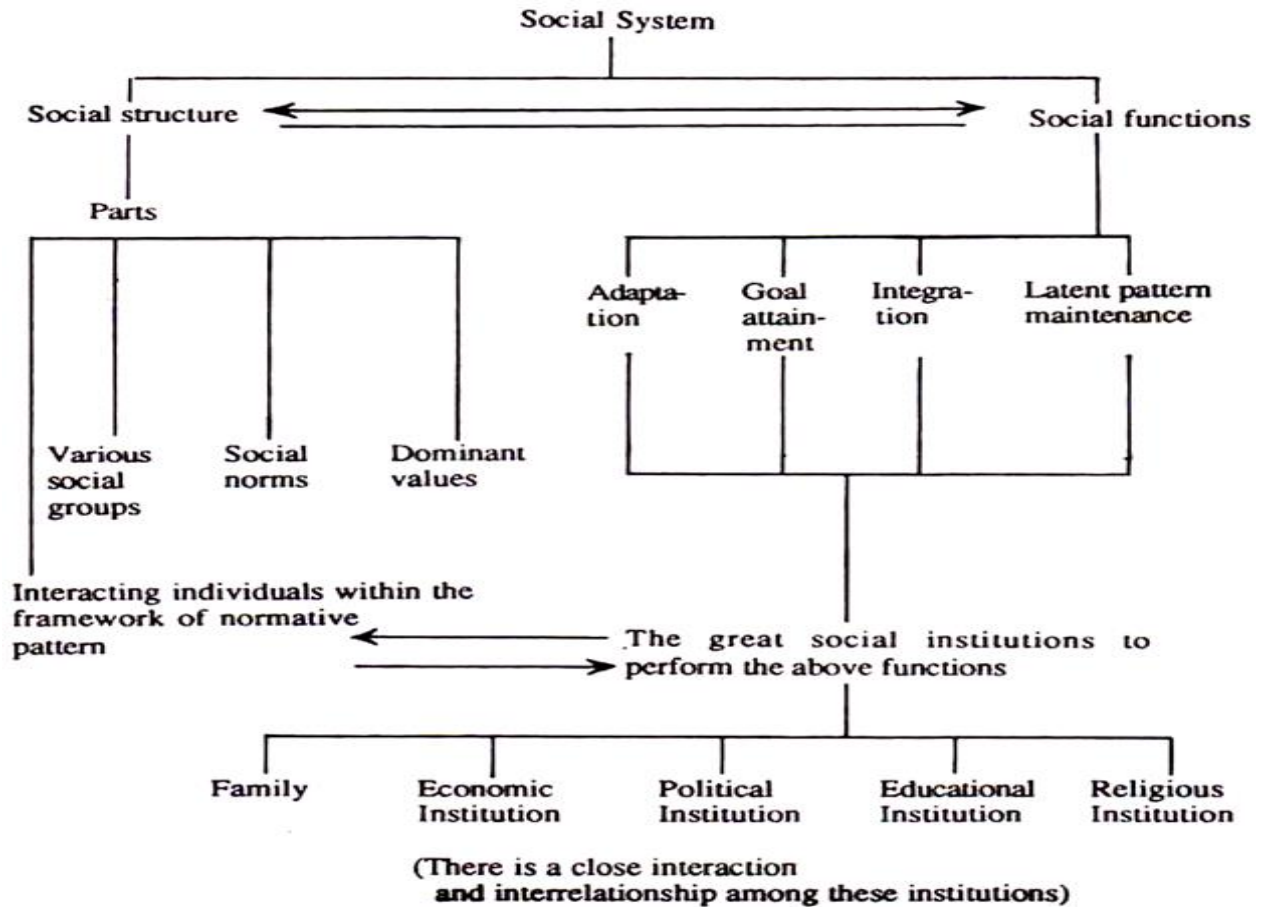 Social System
Social structure
Social functions
Parts
Adapta-
tion
Goal
attain-
ment
Integra-
tion
Latent pattern
maintenance
Various
social
groups
Social
norms
Dominant
values
Interacting individuals within the
framework of normative
pattern
The great social institutions to
perform the above functions
Family
Economic
Institution
Political
Institution
Educational
Institution
Religious
Institution
(There is a close interaction
and interrelationship among these institutions)